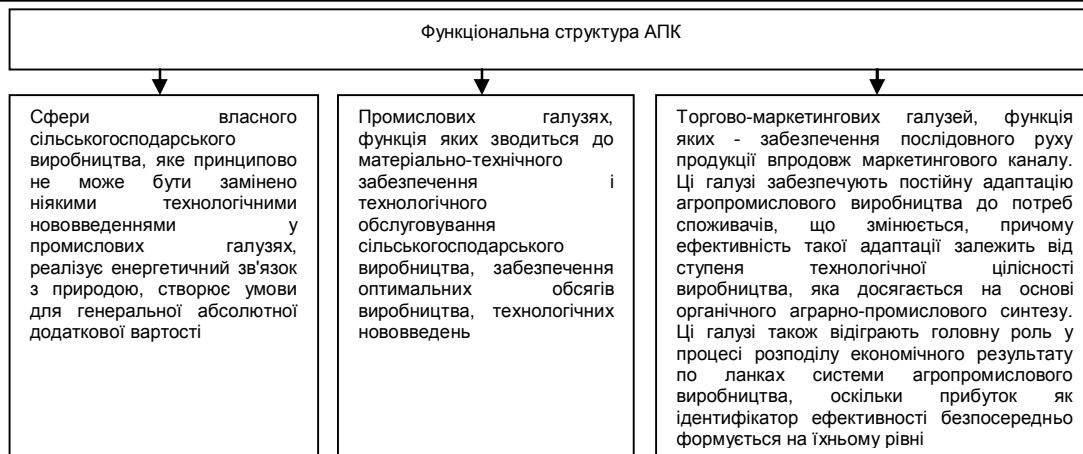 Функціональна структура АПК
Сфери власного
сільськогосподарського
виробництва, яке принципово
не може бути замінено
ніякими технологічними
нововведеннями у
промислових галузях,
реалізує енергетичний зв'язок
з природою, створює умови
для генеральної абсолютної
додаткової вартості
Промислових галузях,
функція яких зводиться до
матеріально-технічного
забезпечення і
технологічного
обслуговування
сільськогосподарського
виробництва, забезпечення
оптимальних обсягів
виробництва, технологічних
нововведень
Торгово-маркетингових галузей, функція
яких - забезпечення послідовного руху
продукції впродовж маркетингового каналу.
Ці галузі забезпечують постійну адаптацію
агропромислового виробництва до потреб
споживачів, що змінюється, причому
ефективність такої адаптації залежить від
ступеня технологічної цілісності
виробництва, яка досягається на основі
органічного аграрно-промислового синтезу.
Ці галузі також відіграють головну роль у
процесі розподілу економічного результату
по ланках системи агропромислового
виробництва, оскільки прибуток як
ідентифікатор ефективності безпосередньо
формується на їхньому рівні